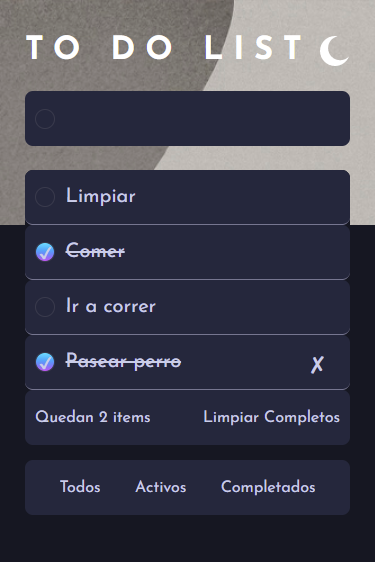 TO DO LIST
Limpiar
Comer
Ir a correr
Pasear perro
Quedan 2 items Limpiar Completos
Todos Activos Completados